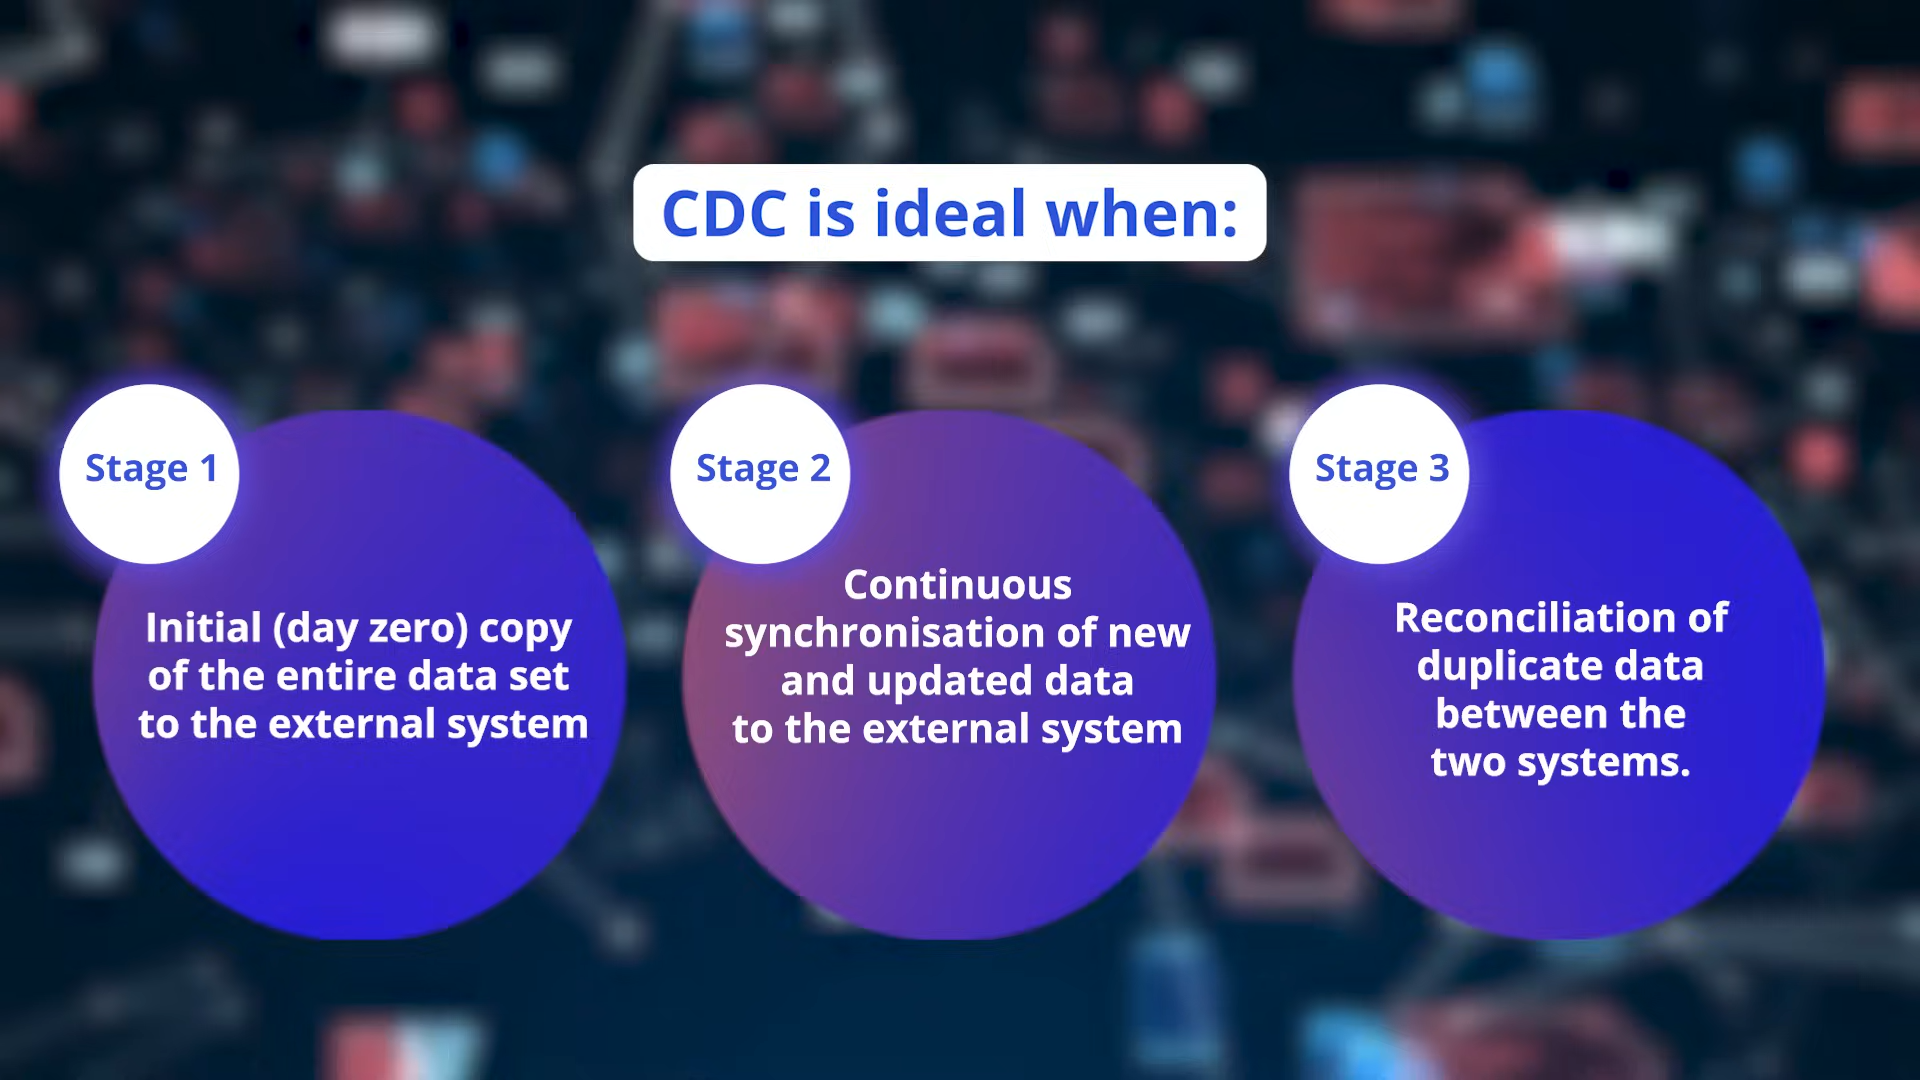 CDC is ideal when:
Stage 1
Initial (day zero) copy
of the entire data set
to the external system
Stage 2
Continuous
synchronisation of new
and updated data
to the external system
Stage 3
Reconciliation of
duplicate data
between the
two systems.